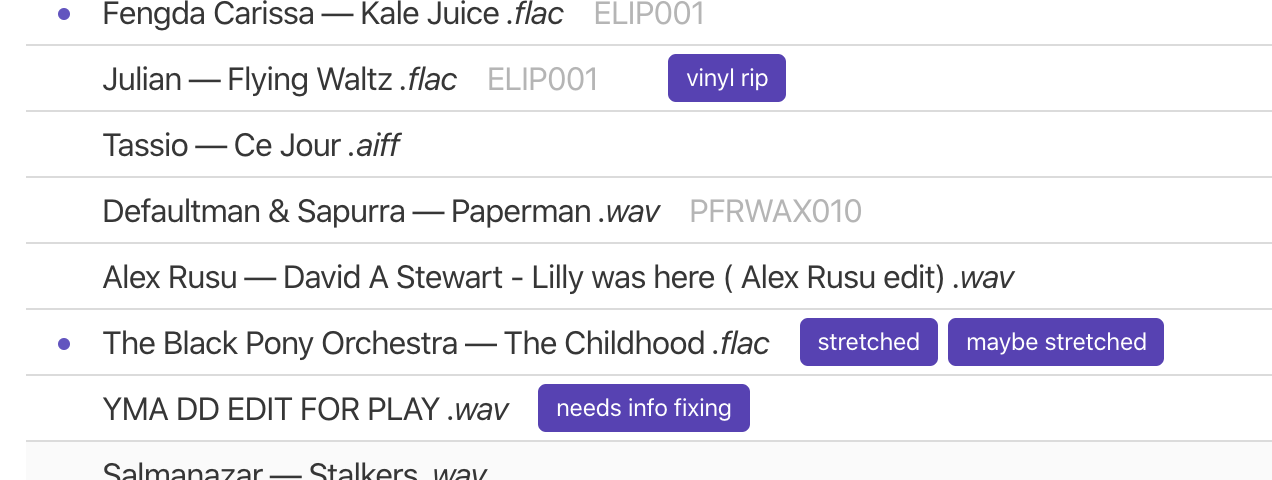 Fengda Carissa — Kale Juice .flac ELIP001
Julian — Flying Waltz .flac ELIP001 vinyl rip
Tassio — Ce Jour .aiff
Defaultman & Sapurra — Paperman .wav PFRWAX010
Alex Rusu — David A Stewart - Lilly was here ( Alex Rusu edit) .wav
The Black Pony Orchestra — The Childhood .flac stretched maybe stretched
YMA DD EDIT FOR PLAY .wav needs info fixing
Salmanazar — Stalkers .wav